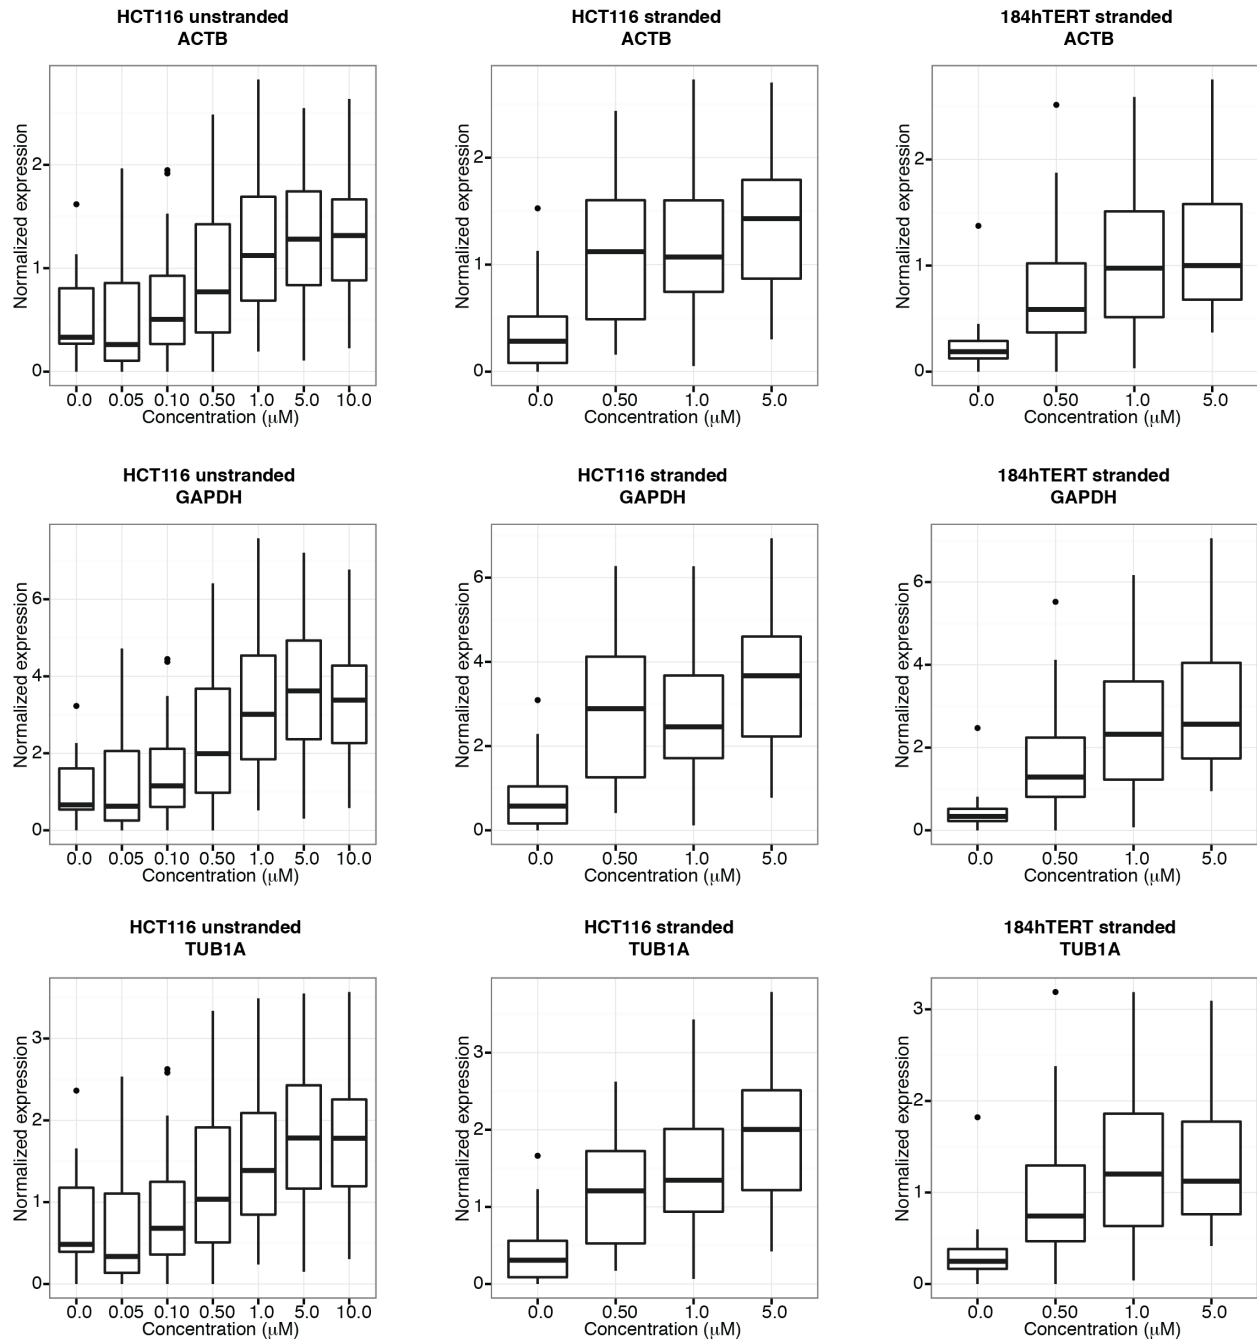 HCT116 unstranded
ACTB
Normalized expression
2
1
0
0.0 0.05 0.10 0.50 1.0 5.0 10.0
Concentration (μM)
HCT116 stranded
ACTB
Normalized expression
2
1
0
0.0 0.50 1.0 5.0
Concentration (μM)
184hTERT stranded
ACTB
Normalized expression
2
1
0
0.0 0.50 1.0 5.0
Concentration (μM)
HCT116 unstranded
GAPDH
Normalized expression
6
4
2
0
0.0 0.05 0.10 0.50 1.0 5.0 10.0
Concentration (μM)
HCT116 stranded
GAPDH
Normalized expression
6
4
2
0
0.0 0.50 1.0 5.0
Concentration (μM)
184hTERT stranded
GAPDH
Normalized expression
6
4
2
0
0.0 0.50 1.0 5.0
Concentration (μM)
HCT116 unstranded
TUB1A
Normalized expression
3
2
1
0
0.0 0.05 0.10 0.50 1.0 5.0 10.0
Concentration (μM)
HCT116 stranded
TUB1A
Normalized expression
3
2
1
0
0.0 0.50 1.0 5.0
Concentration (μM)
184hTERT stranded
TUB1A
Normalized expression
3
2
1
0
0.0 0.50 1.0 5.0
Concentration (μM)